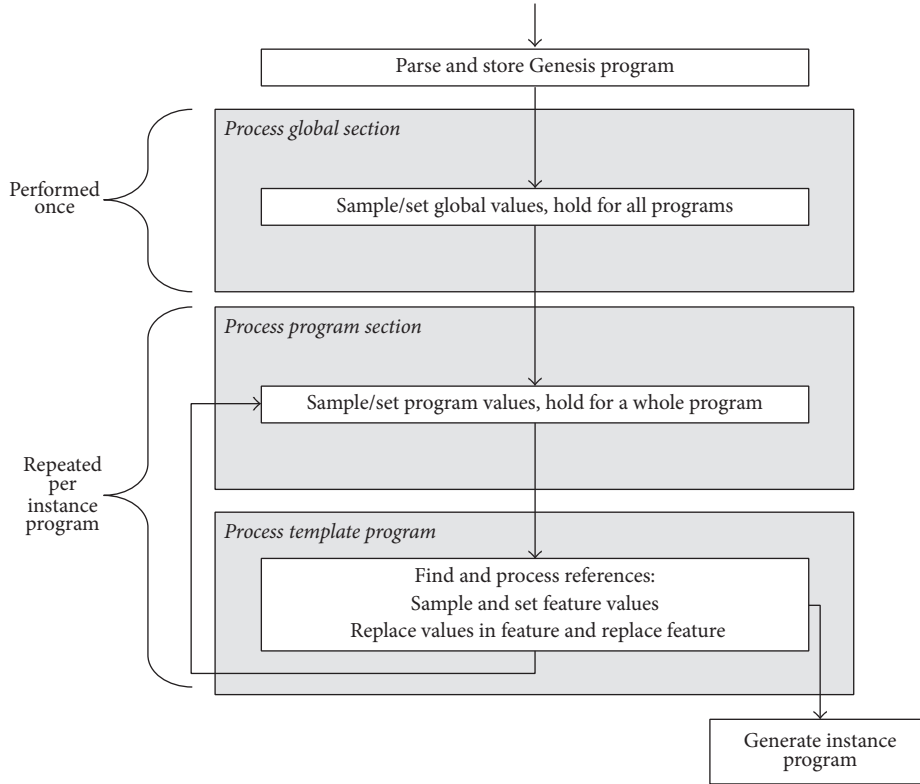 Parse and store Genesis program
Process global section
Performed
once
Sample/set global values, hold for all programs
Process program section
Sample/set program values, hold for a whole program
Repeated
per
instance
program
Process template program
Find and process references:
Sample and set feature values
Replace values in feature and replace feature
Generate instance
program